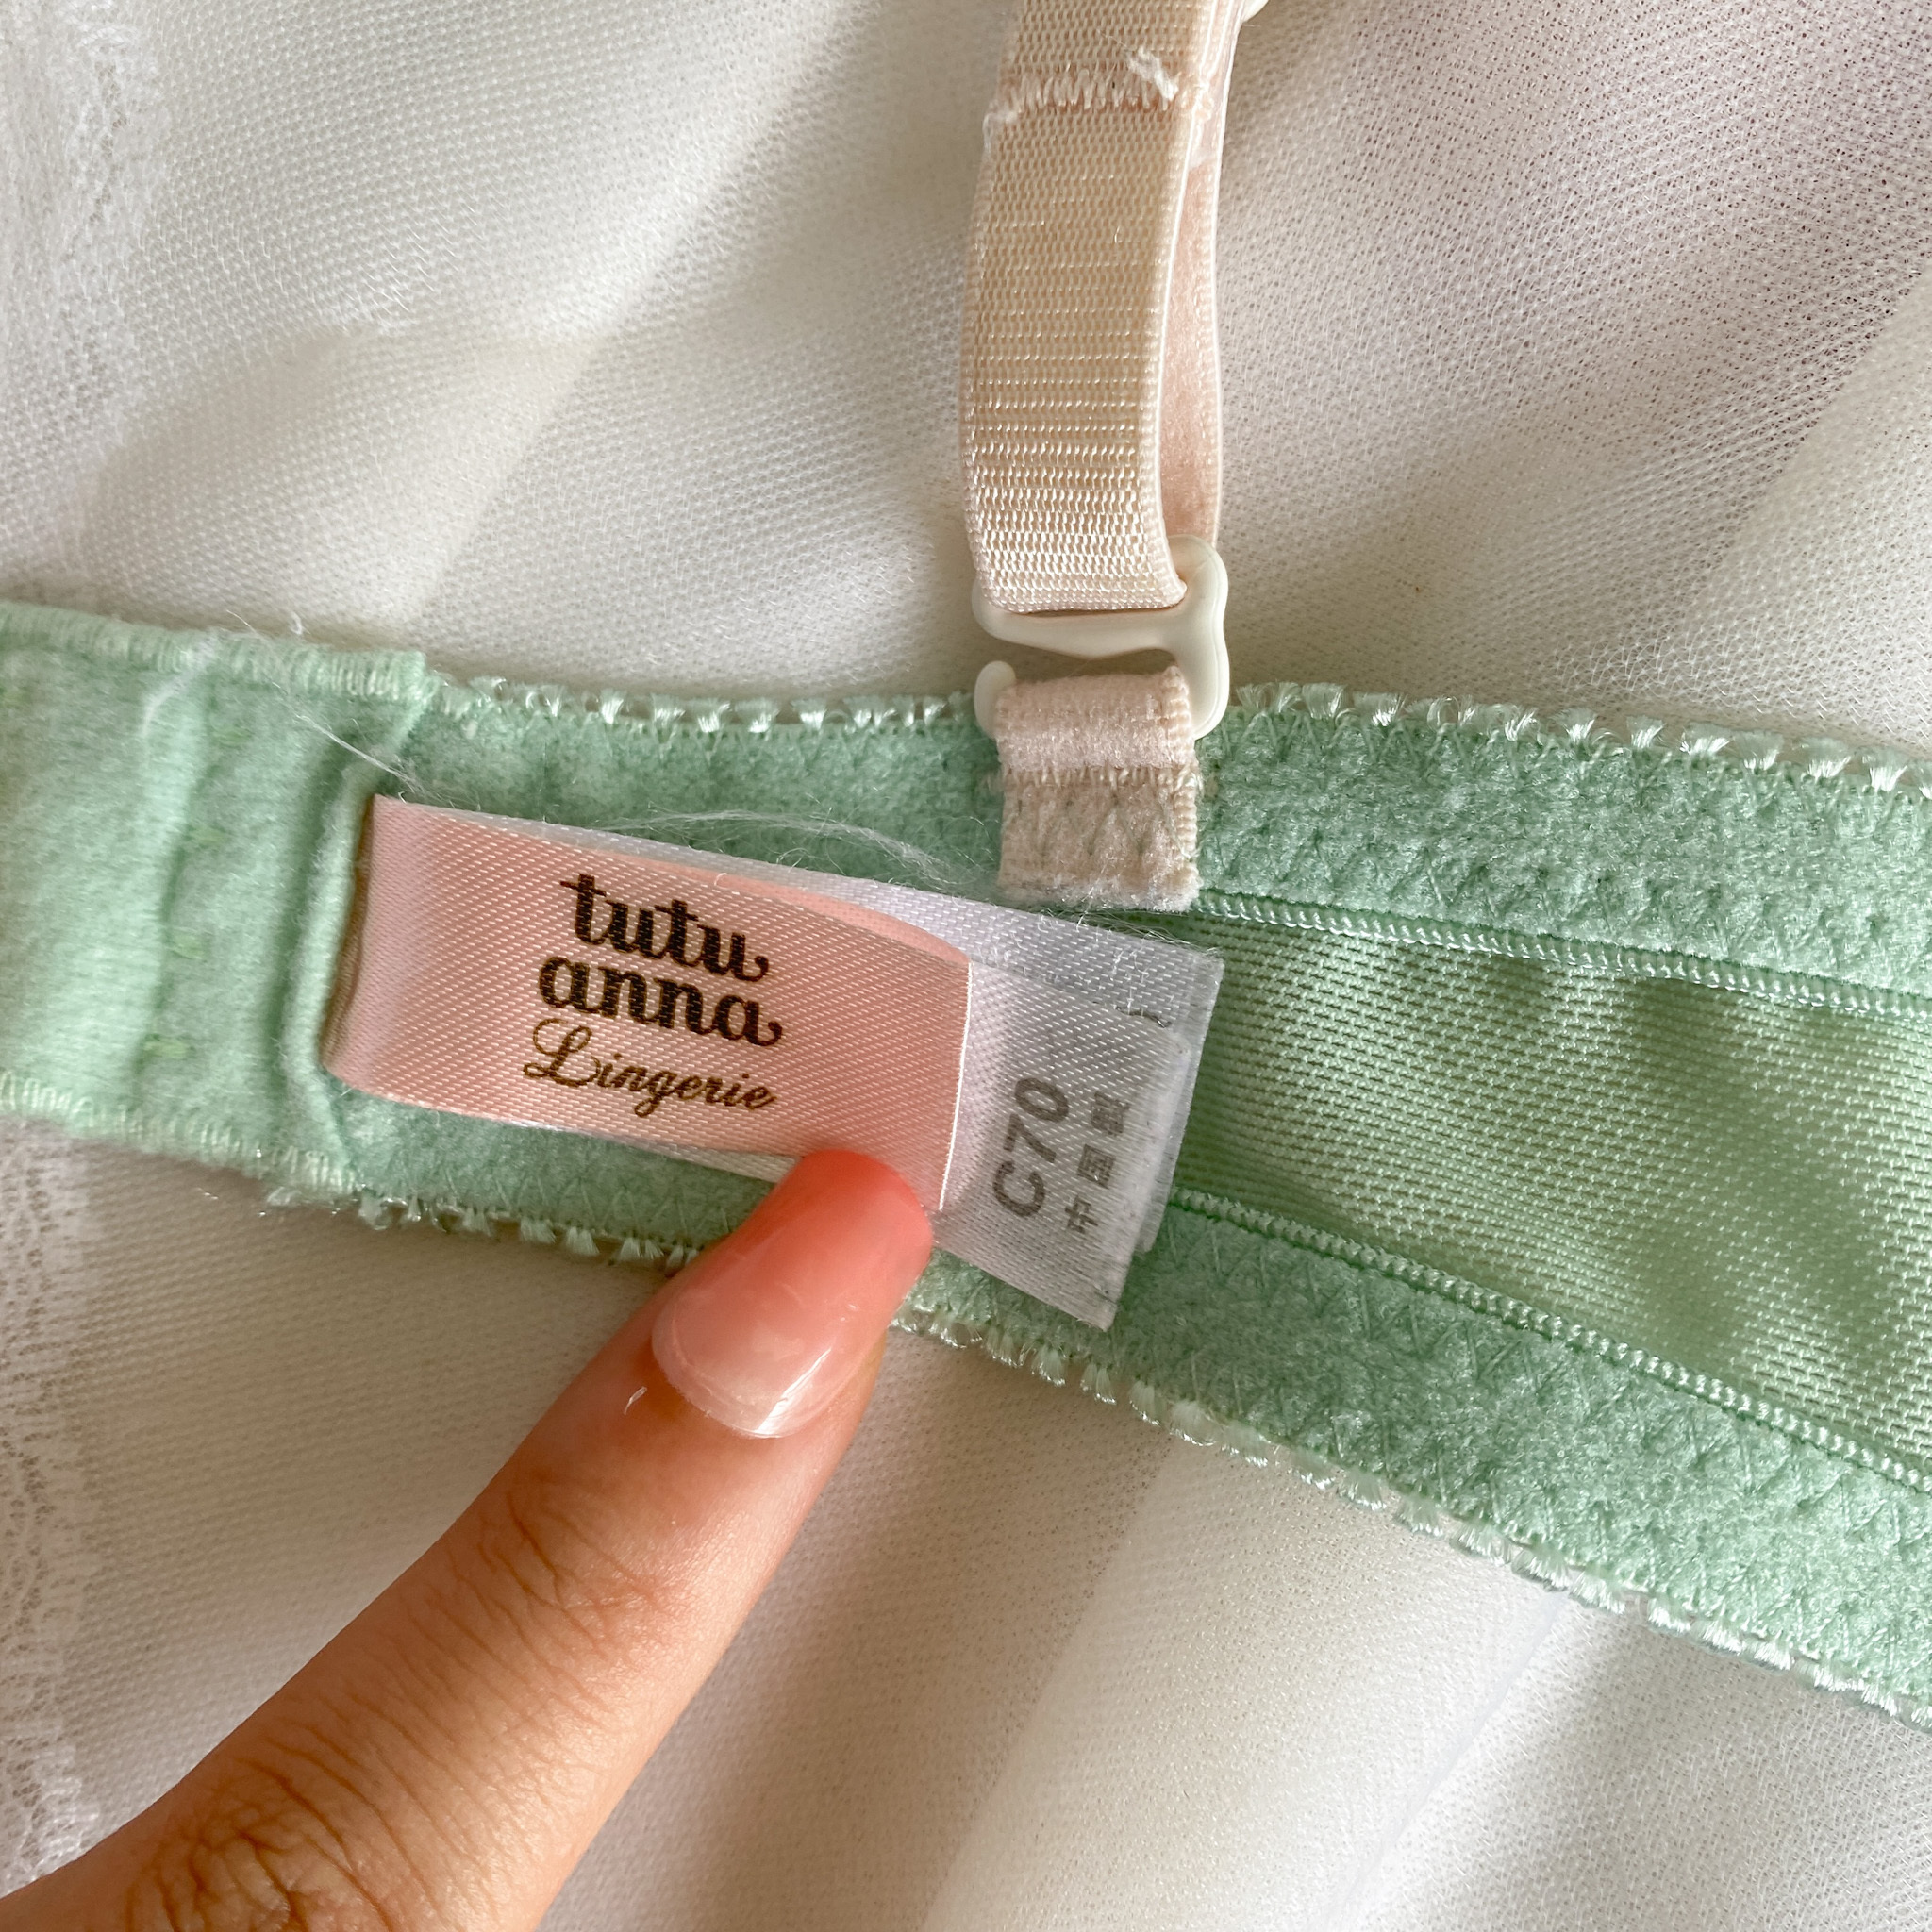 tutu
anna
Lingerie
C70
中国製